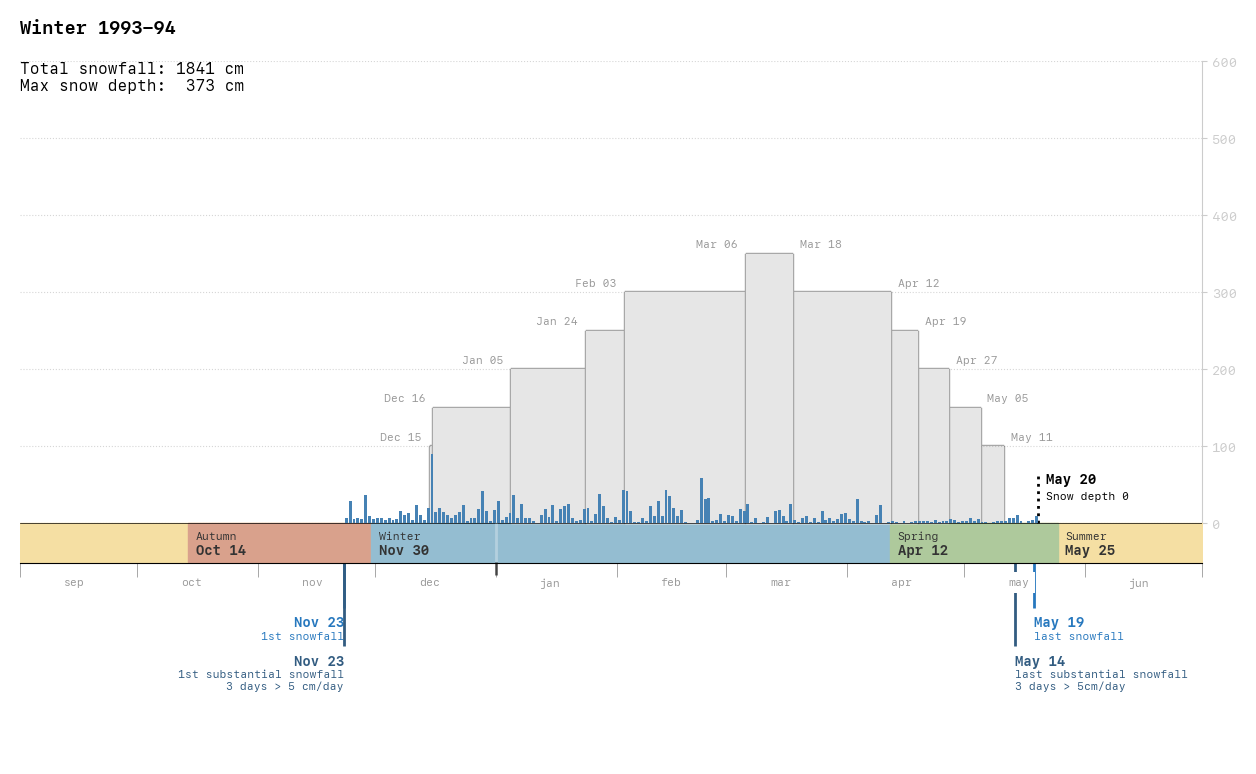 Winter 1993–94
Total snowfall: 1841 cm
Max snow depth:  373 cm
600
500
400
300
200
100
0
Mar 06
Mar 18
Feb 03
Apr 12
Jan 24
Apr 19
Jan 05
Apr 27
Dec 16
May 05
Dec 15
May 11
May 20
Snow depth 0
Autumn
Oct 14
Winter
Nov 30
Spring
Apr 12
Summer
May 25
sep
oct
nov
dec
jan
feb
mar
apr
may
jun
Nov 23
1st snowfall
May 19
last snowfall
Nov 23
1st substantial snowfall
3 days > 5 cm/day
May 14
last substantial snowfall
3 days > 5cm/day